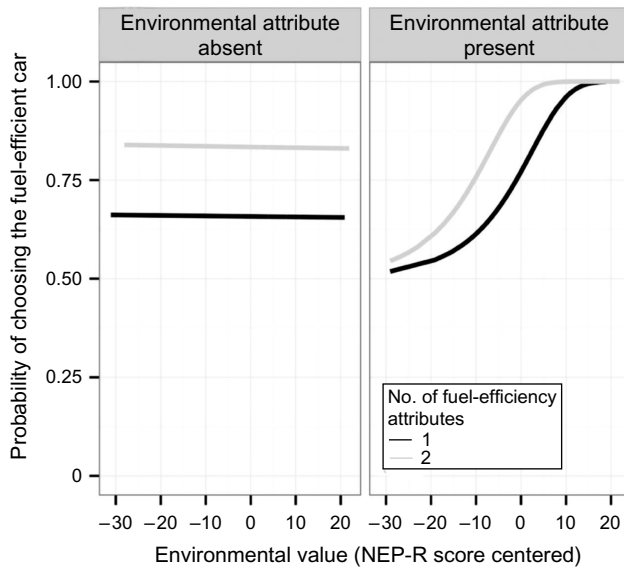 Environmental attribute
absent
Environmental attribute
present
Probability of choosing the fuel-efficient car
1.00
0.75
0.50
0.25
0
No. of fuel-efficiency
attributes
1
2
–30 –20 –10 0 10 20
–30 –20 –10 0 10 20
Environmental value (NEP-R score centered)